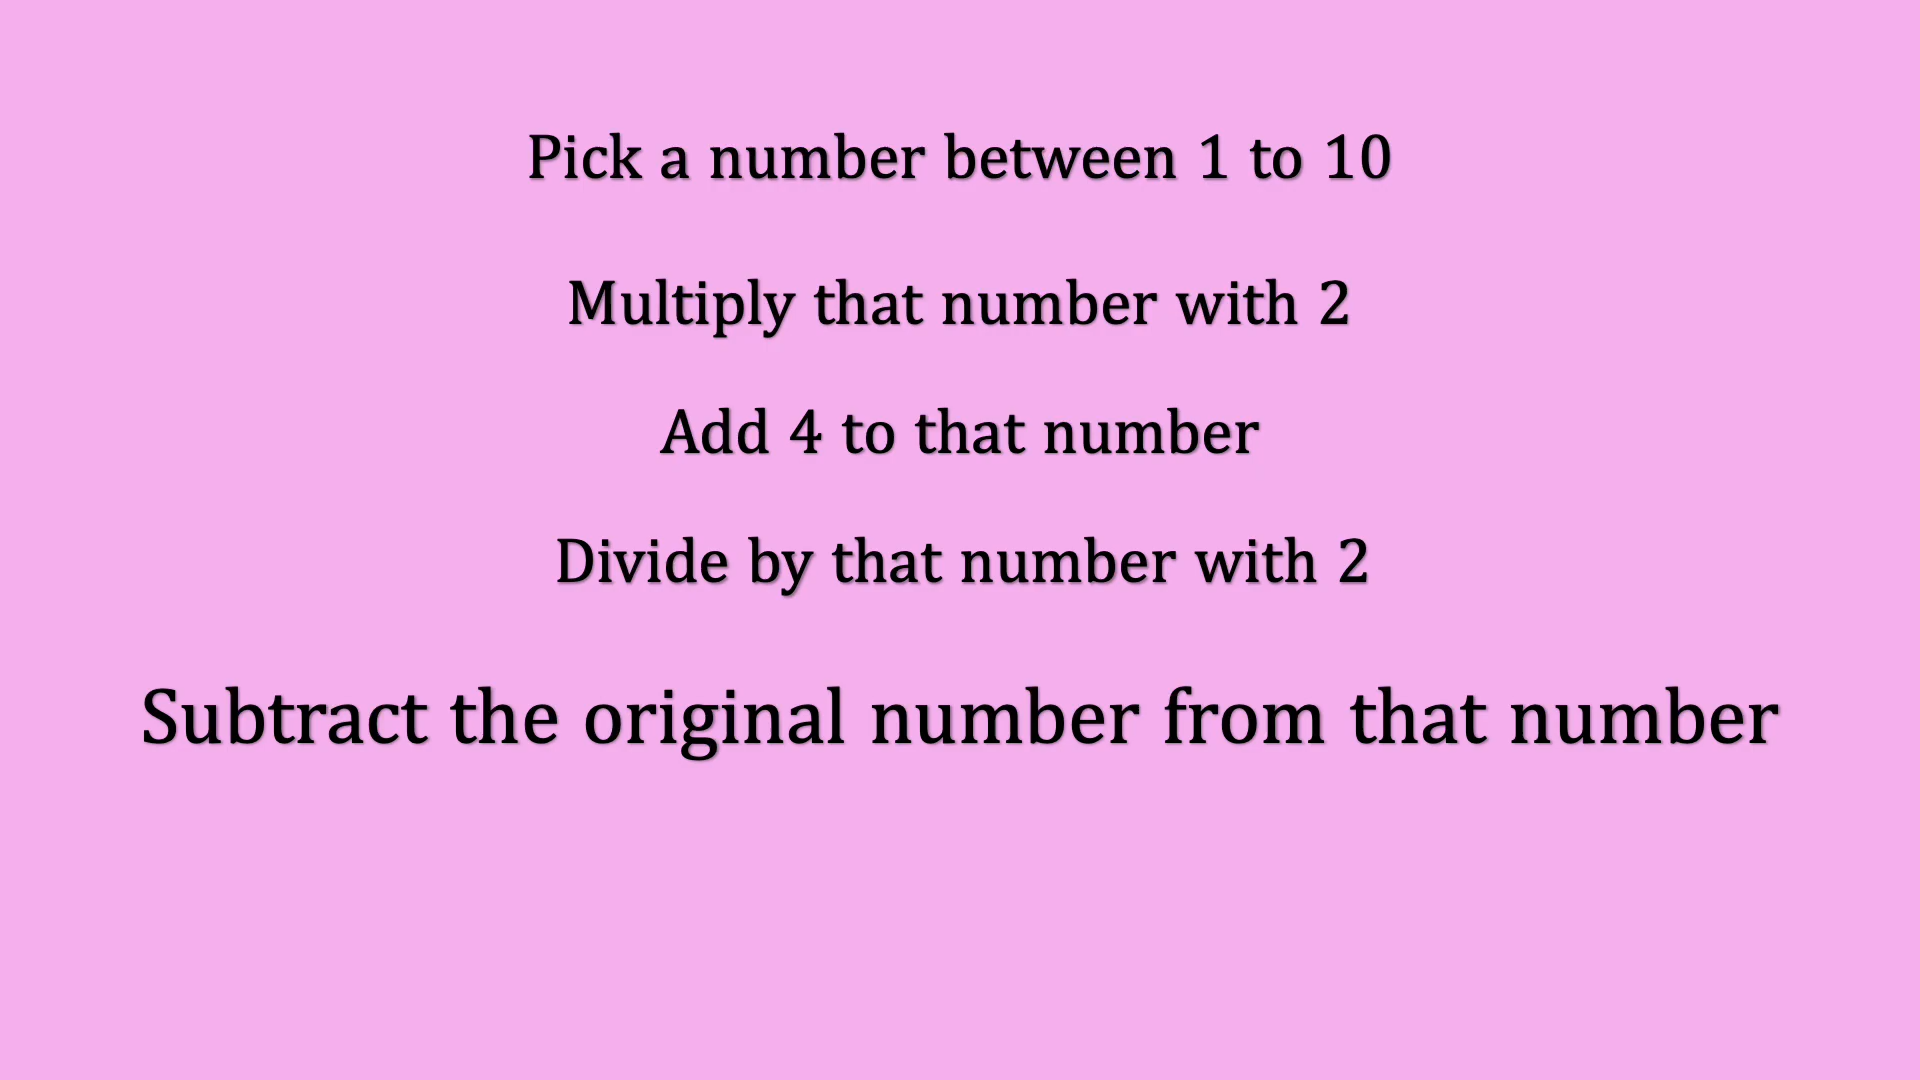 Pick a number between 1 to 10
Multiply that number with 2
Add 4 to that number
Divide by that number with 2
Subtract the original number from that number